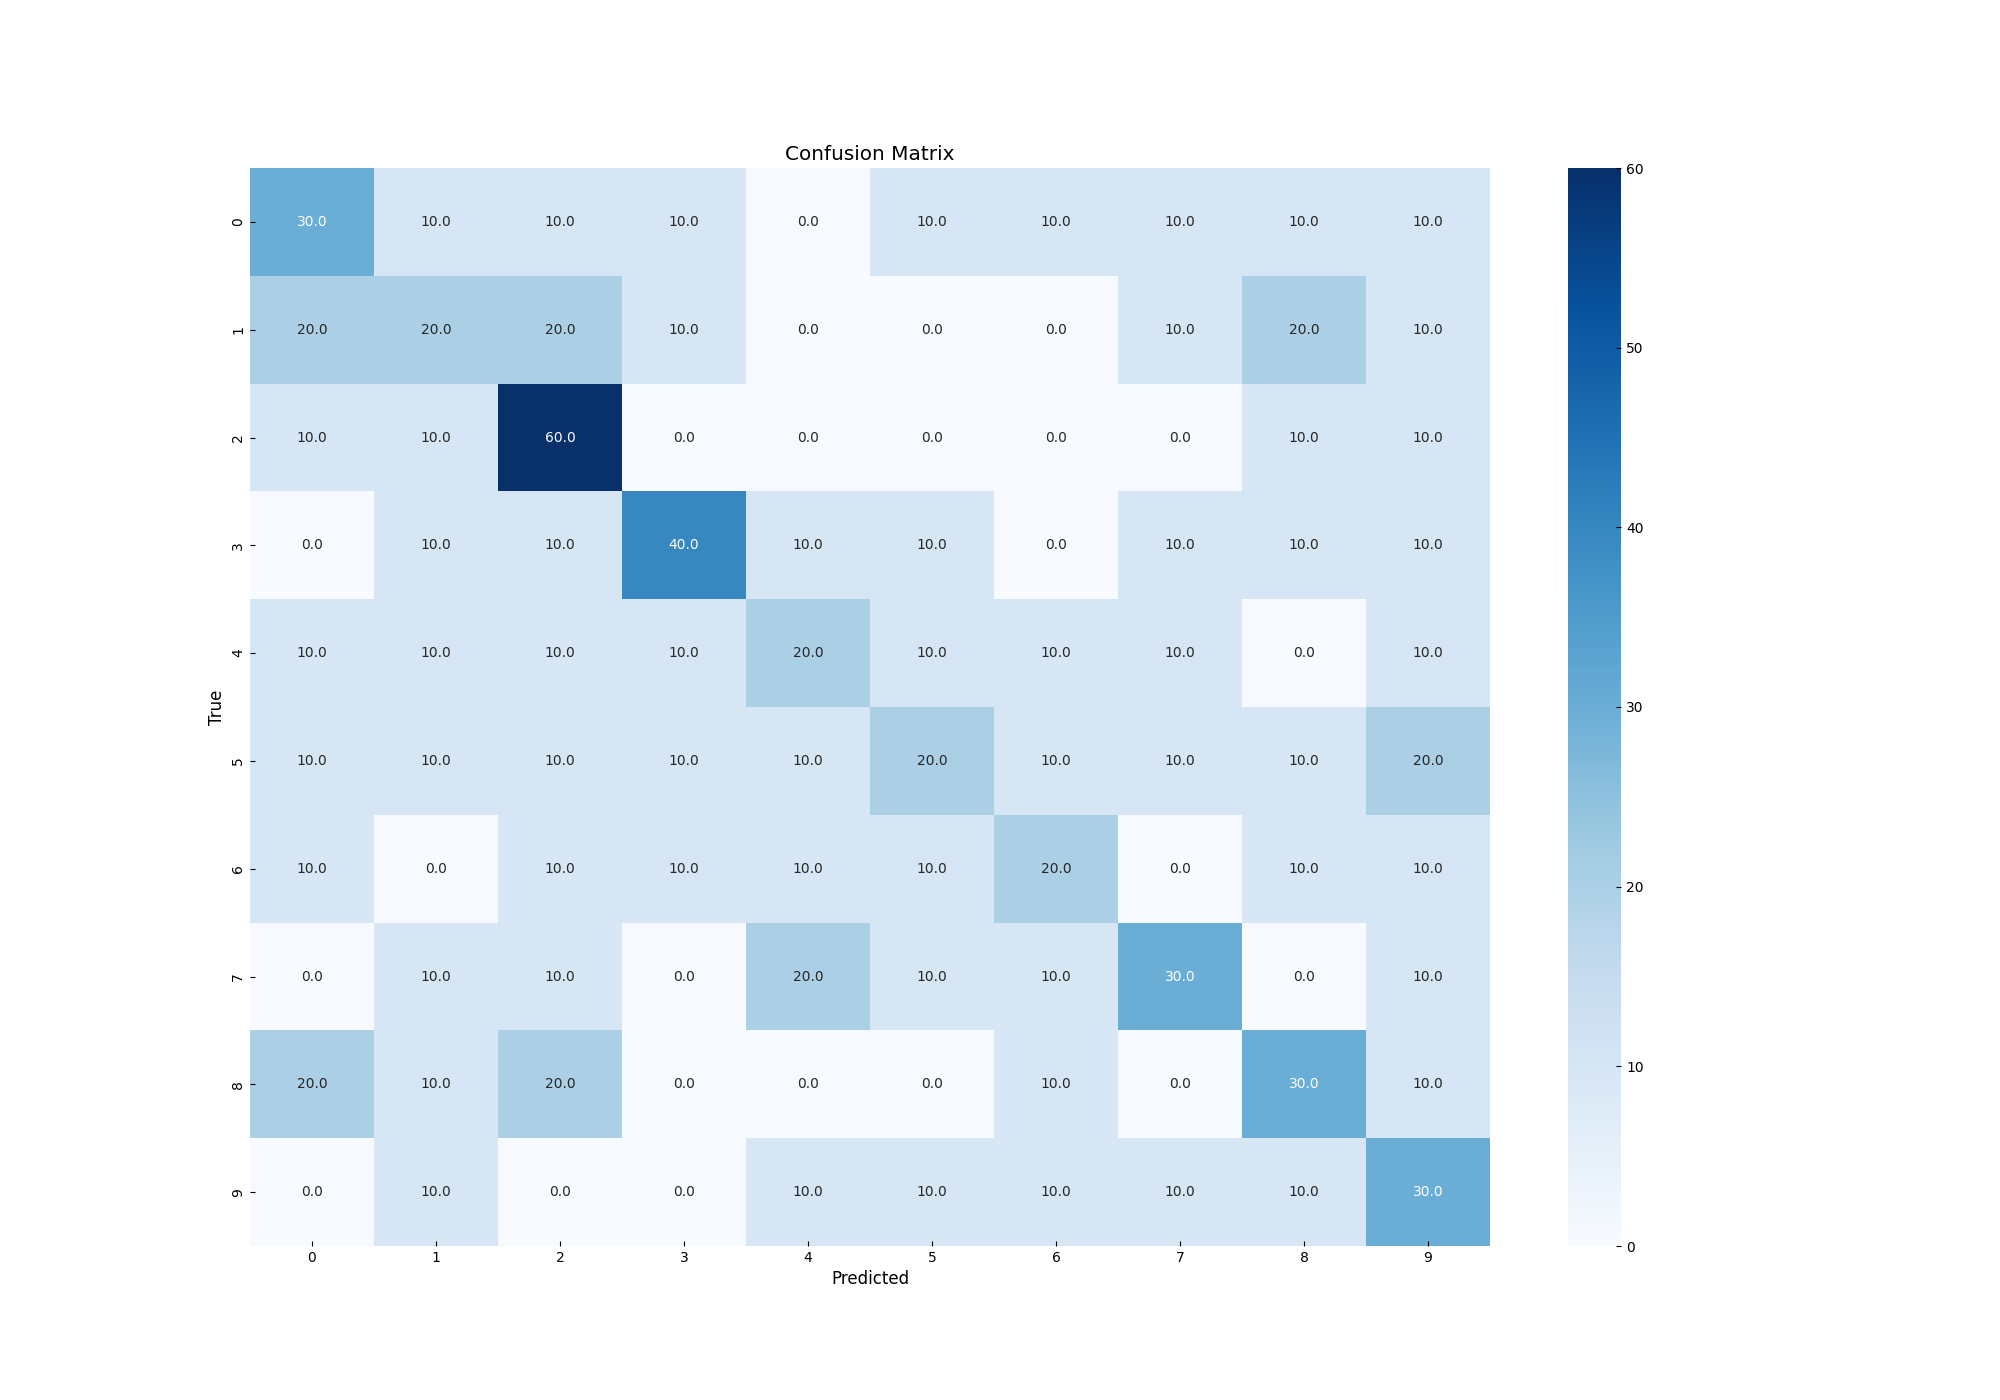 Confusion Matrix
0 30.0 10.0 10.0 10.0 0.0 10.0 10.0 10.0 10.0 10.0
1 20.0 20.0 20.0 10.0 0.0 0.0 0.0 10.0 20.0 10.0
2 10.0 10.0 60.0 0.0 0.0 0.0 0.0 0.0 10.0 10.0
3 0.0 10.0 10.0 40.0 10.0 10.0 0.0 10.0 10.0 10.0
4 10.0 10.0 10.0 10.0 20.0 10.0 10.0 10.0 0.0 10.0
True
5 10.0 10.0 10.0 10.0 10.0 20.0 10.0 10.0 10.0 20.0
6 10.0 0.0 10.0 10.0 10.0 10.0 20.0 0.0 10.0 10.0
7 0.0 10.0 10.0 0.0 20.0 10.0 10.0 30.0 0.0 10.0
8 20.0 10.0 20.0 0.0 0.0 0.0 10.0 0.0 30.0 10.0
9 0.0 10.0 0.0 0.0 10.0 10.0 10.0 10.0 10.0 30.0
0 1 2 3 4 5 6 7 8 9
Predicted
60
50
40
30
20
10
0